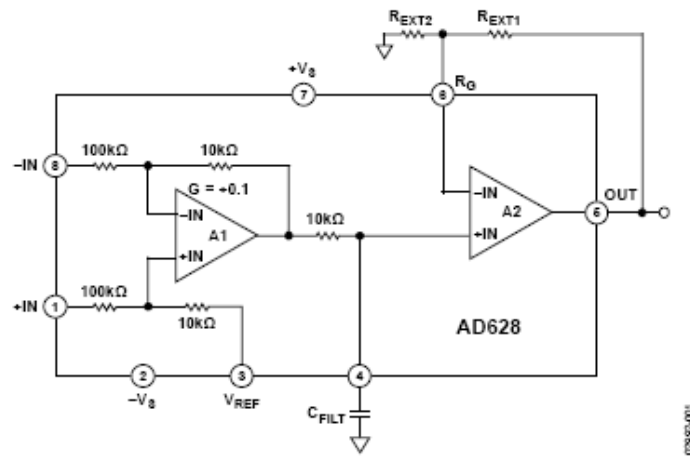 REXT2
REXT1
+VS
7
6
RG
100kΩ
10kΩ
–IN
8
G = +0.1
–IN
A1
+IN
10kΩ
–IN
A2
+IN
OUT
5
+IN
1
100kΩ
10kΩ
AD628
2
–VS
3
VREF
4
CFILT